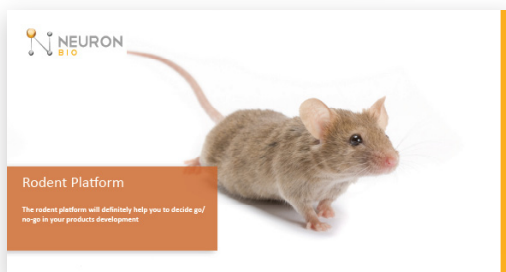 NEURON
BIO
Rodent Platform
The rodent platform will definitely help you to decide go/
no-go in your products development